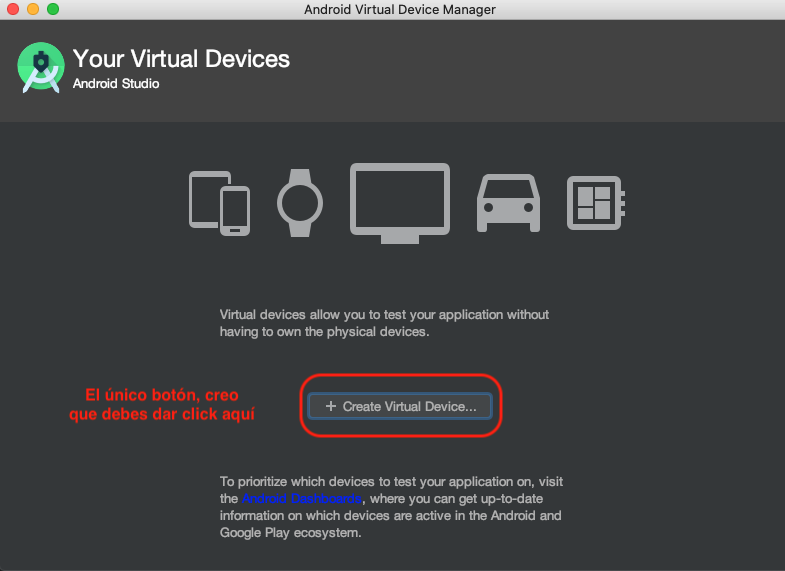 Android Virtual Device Manager
Your Virtual Devices
Android Studio
Virtual devices allow you to test your application without
having to own the physical devices.
El único botón, creo
que debes dar click aquí
+ Create Virtual Device...
To prioritize which devices to test your application on, visit
the Android Dashboards, where you can get up-to-date
information on which devices are active in the Android and
Google Play ecosystem.